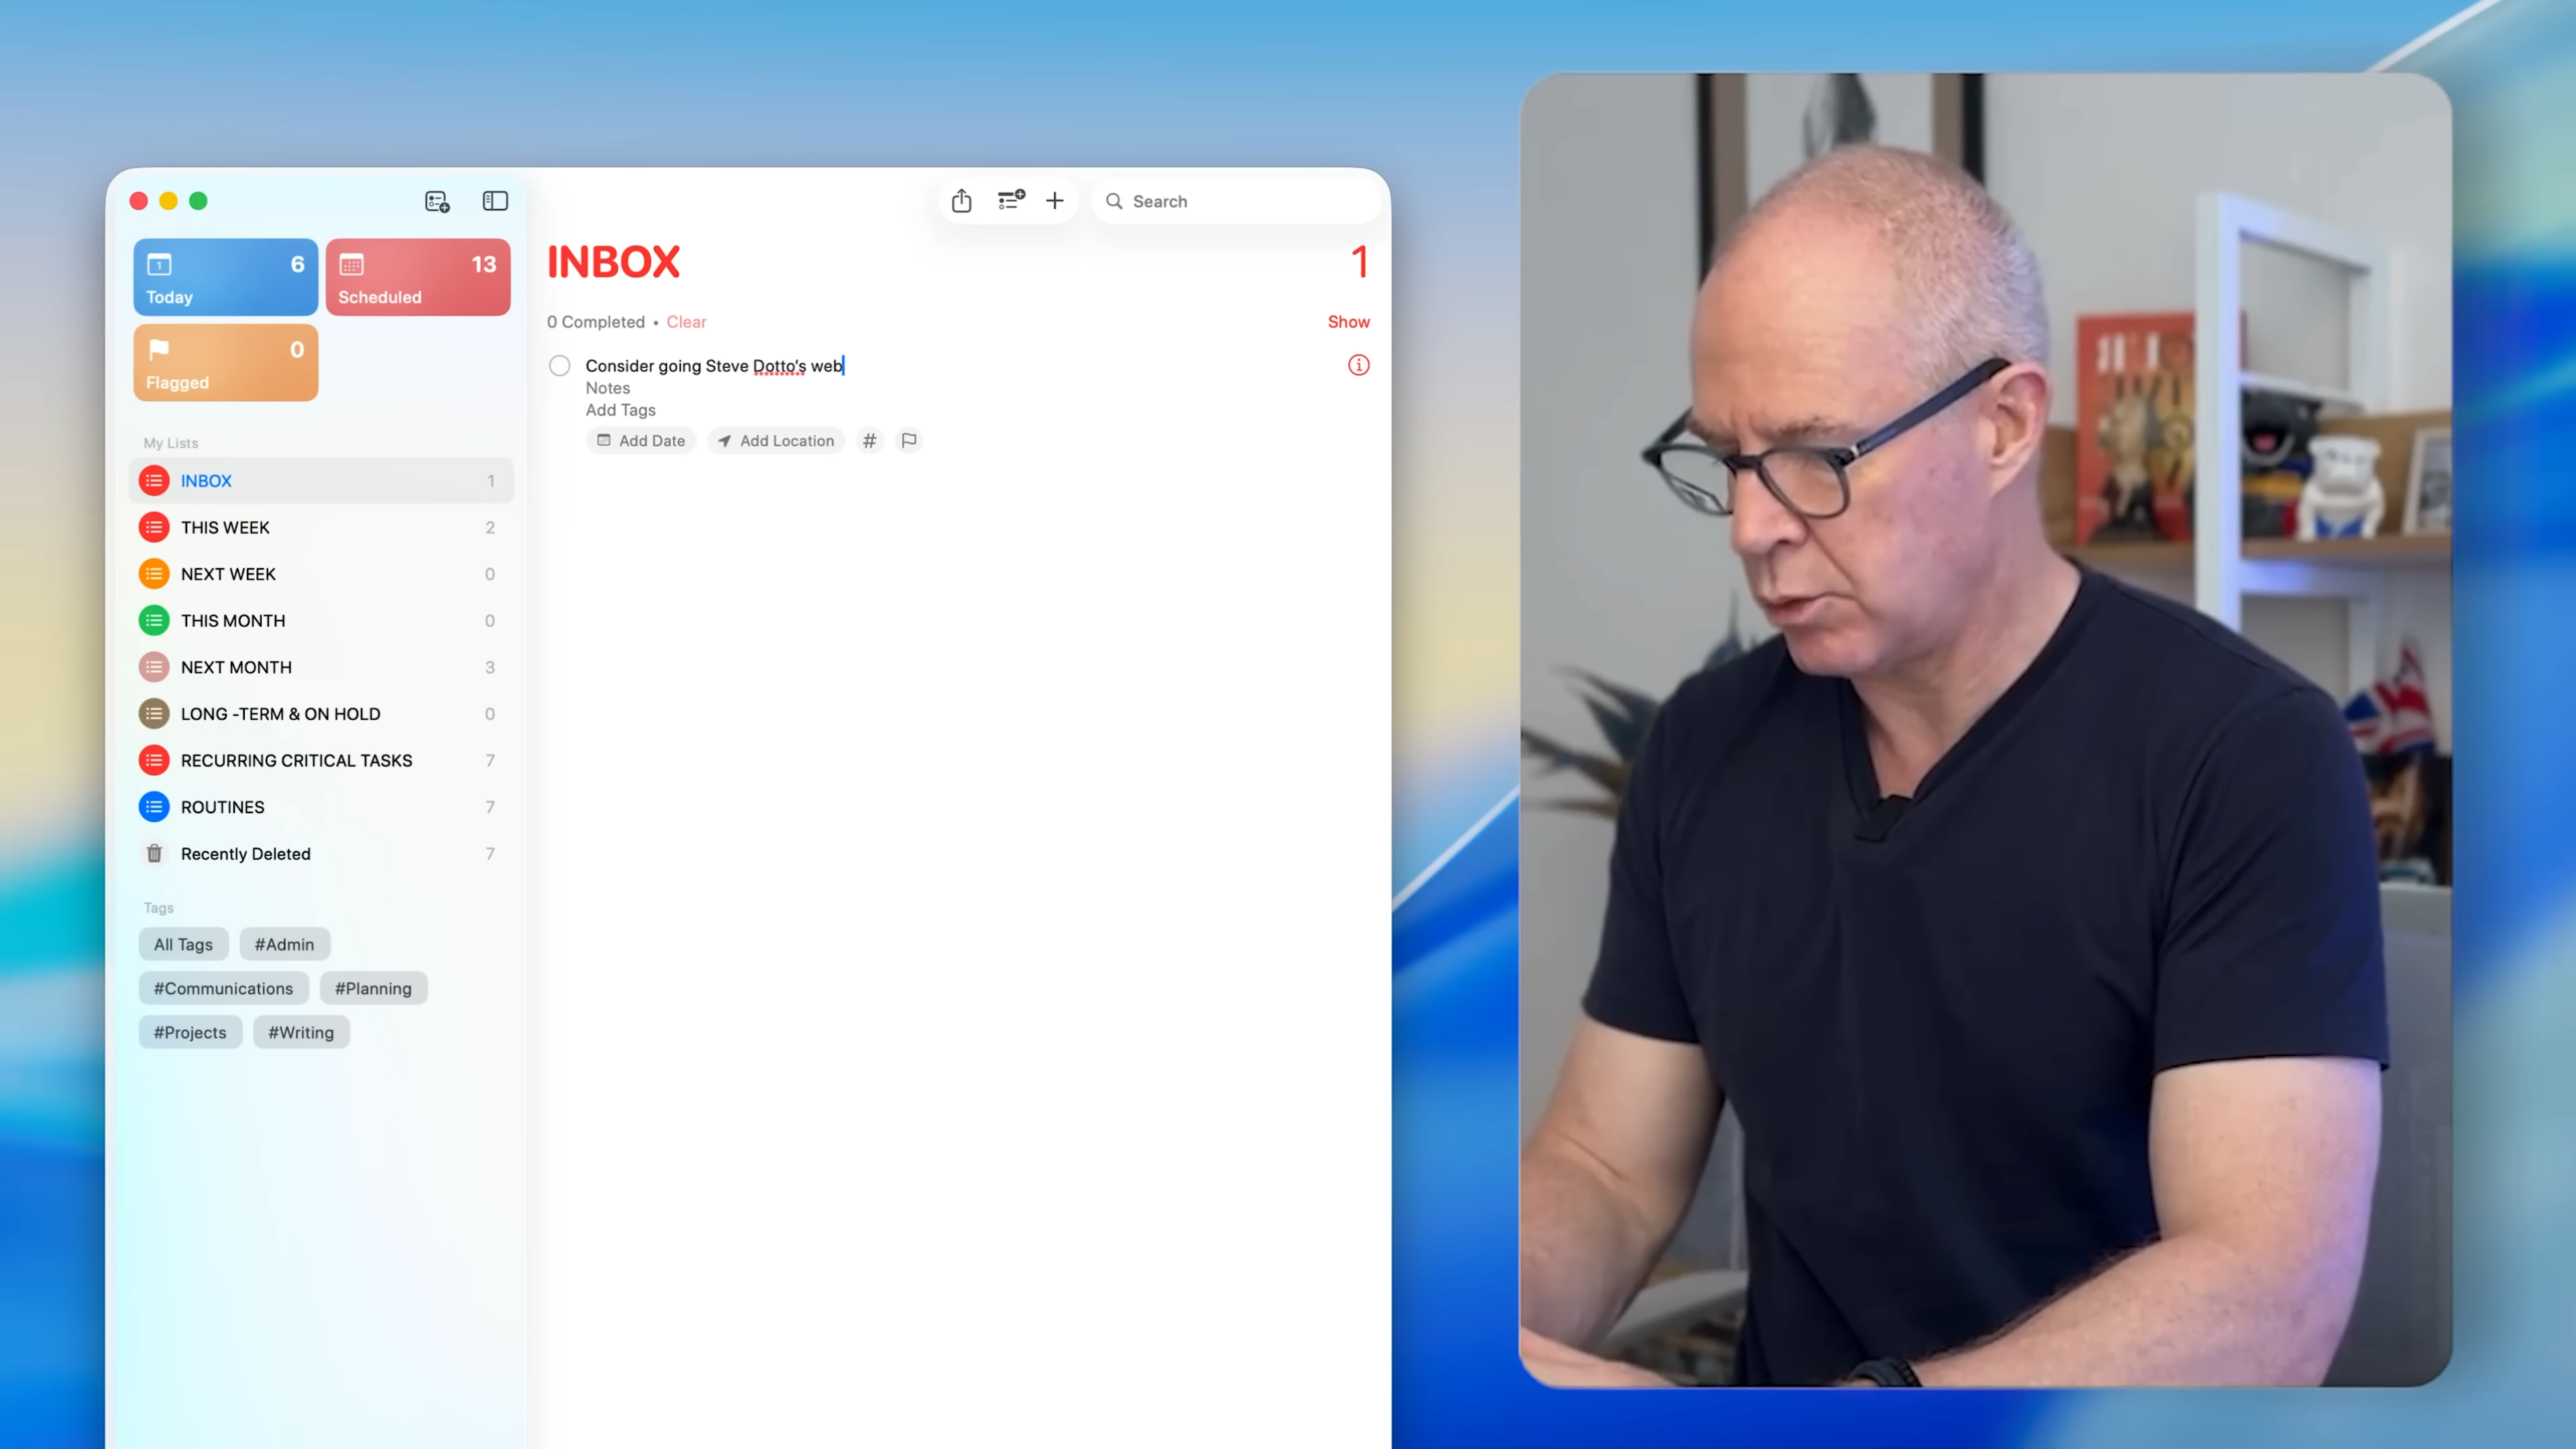 Search
1
6
Today
13
Scheduled
0
Flagged
INBOX
1
0 Completed • Clear
Show
Consider going Steve Dotto's web
Notes
Add Tags
Add Date
Add Location
#
My Lists
INBOX 1
THIS WEEK 2
NEXT WEEK 0
THIS MONTH 0
NEXT MONTH 3
LONG -TERM & ON HOLD 0
RECURRING CRITICAL TASKS 7
ROUTINES 7
Recently Deleted 7
Tags
All Tags #Admin
#Communications #Planning
#Projects #Writing